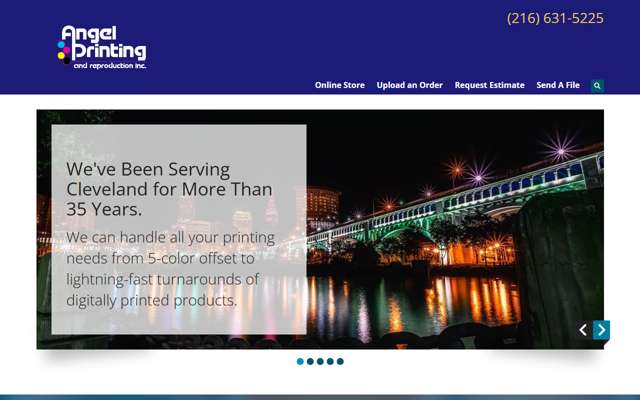 (216) 631-5225
Angel
Printing
and reproduction inc.
Online Store
Upload an Order
Request Estimate
Send A File
We've Been Serving
Cleveland for More Than
35 Years.
We can handle all your printing
needs from 5-color offset to
lightning-fast turnarounds of
digitally printed products.